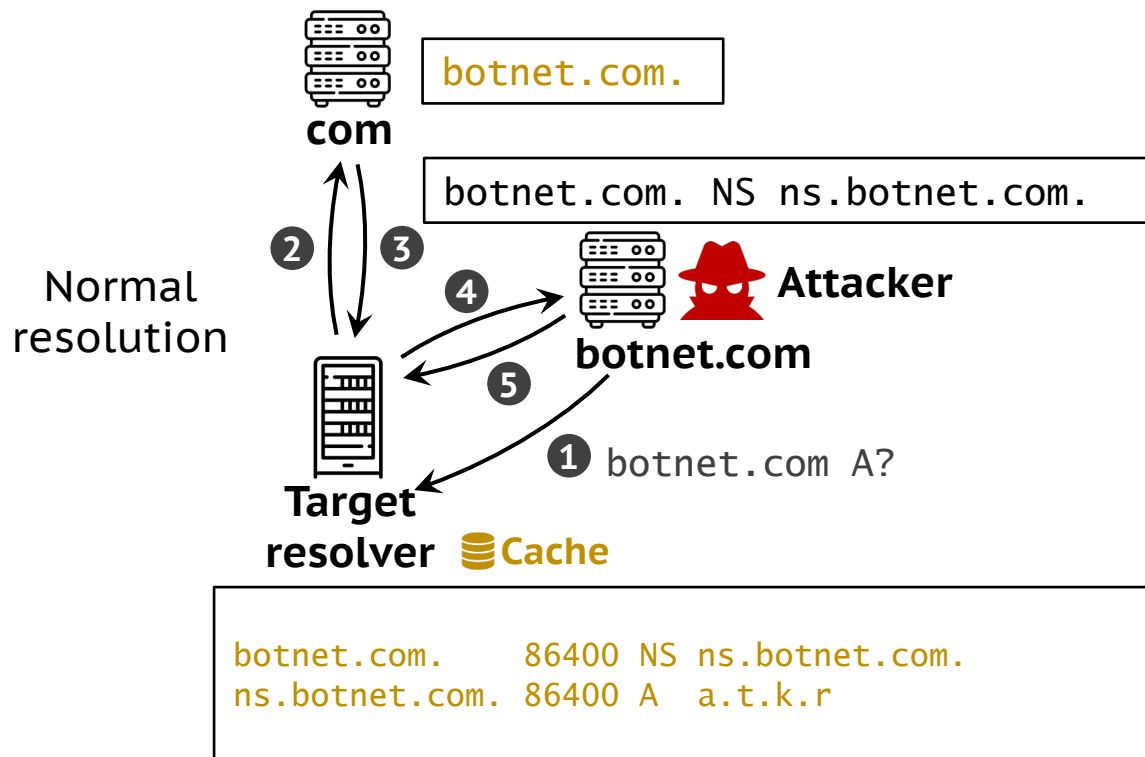 botnet.com.
com
botnet.com. NS ns.botnet.com.
2
3
Normal
resolution
4
Attacker
botnet.com
5
1 botnet.com A?
Target
resolver
Cache
botnet.com. 86400 NS ns.botnet.com.
ns.botnet.com. 86400 A a.t.k.r